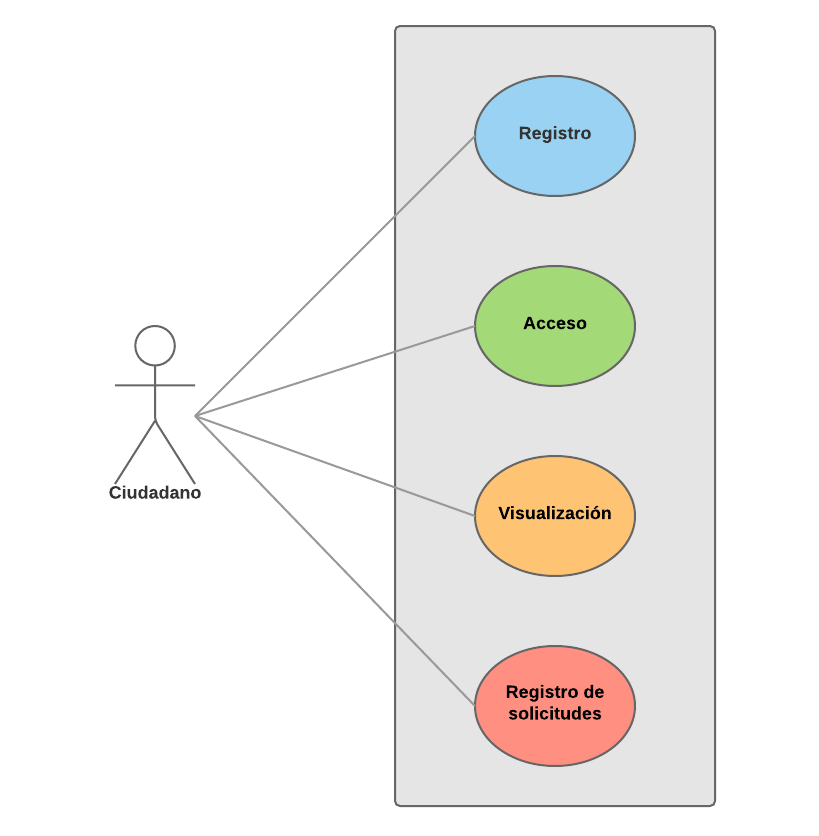 Registro
Acceso
Ciudadano
Visualización
Registro de
solicitudes